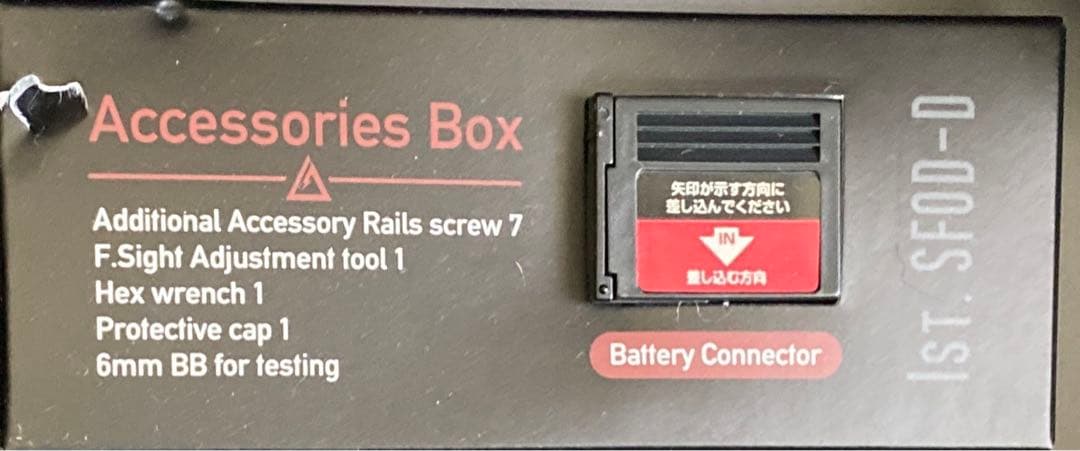 Accessories Box
Additional Accessory Rails screw 7
F.Sight Adjustment tool 1
Hex wrench 1
Protective cap 1
6mm BB for testing
矢印が示す方向に
差し込んでください
IN
差し込む方向
Battery Connector
1ST. SFOD-D